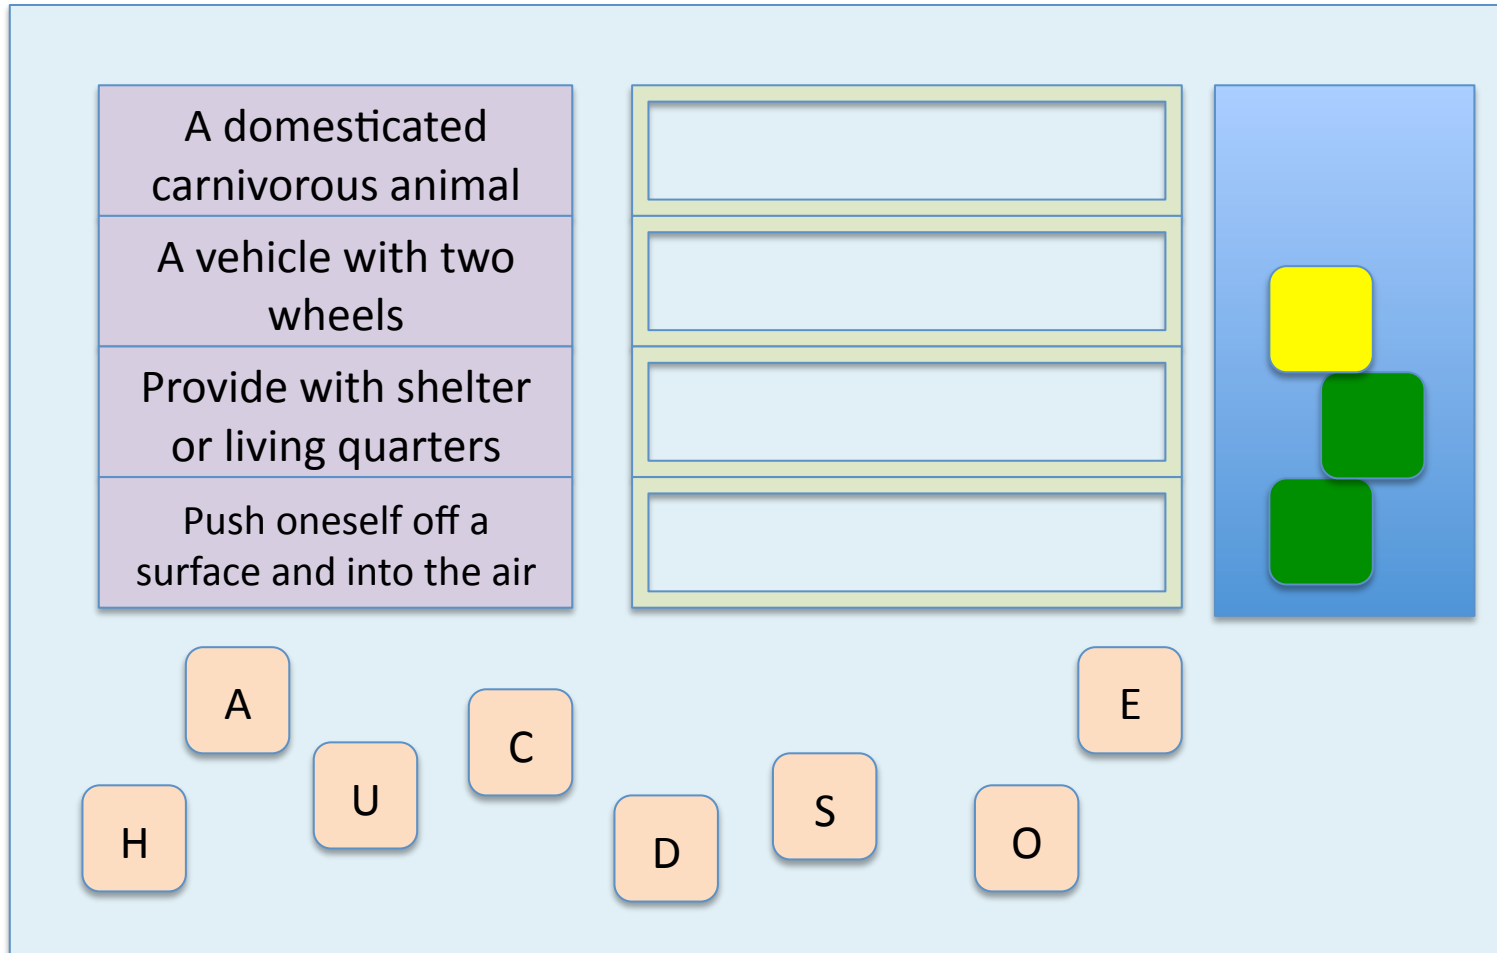 A domesticated
carnivorous animal
A vehicle with two
wheels
Provide with shelter
or living quarters
Push oneself off a
surface and into the air
A
E
C
U
S
H
D
O